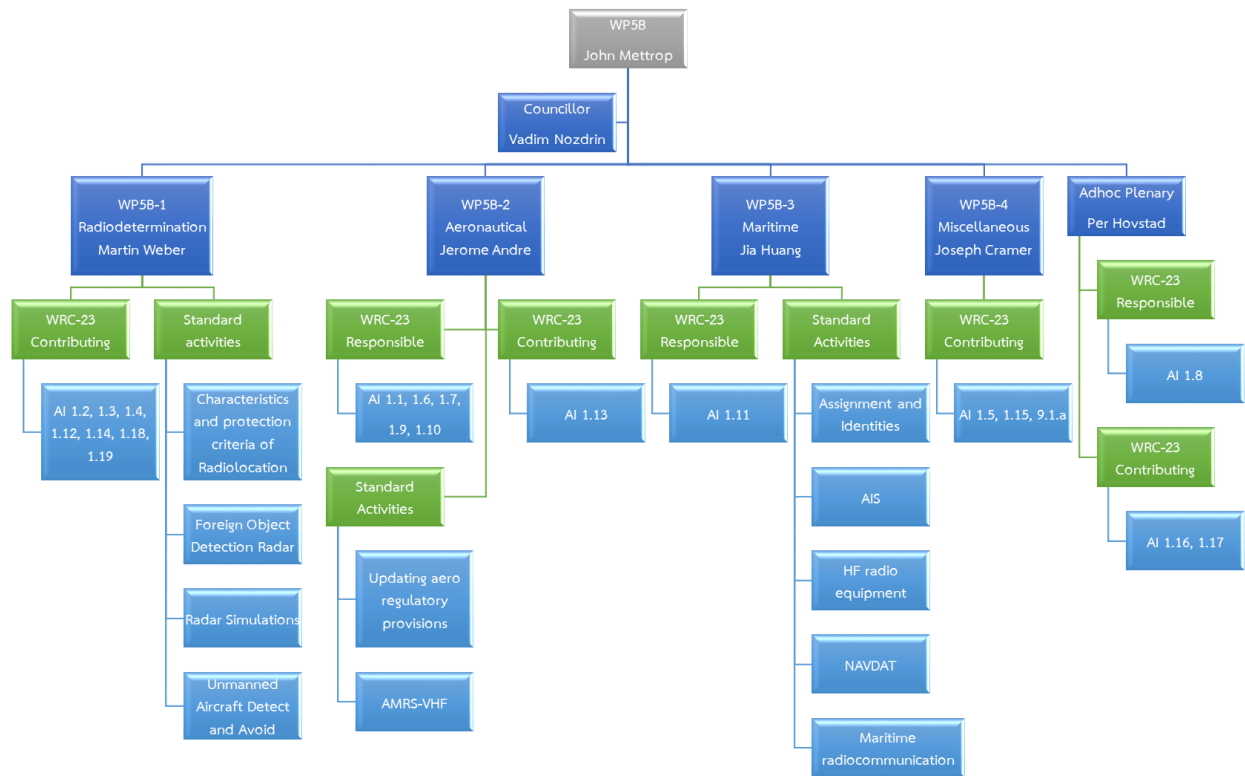 WP5B
John Mettrop
Councillor
Vadim Nozdrin
WP5B-1
Radiodetermination
Martin Weber
WP5B-2
Aeronautical
Jerome Andre
WP5B-3
Maritime
Jia Huang
WP5B-4
Miscellaneous
Joseph Cramer
Adhoc Plenary
Per Hovstad
WRC-23
Contributing
AI 1.2, 1.3, 1.4,
1.12, 1.14, 1.18,
1.19
Standard
activities
Characteristics
and protection
criteria of
Radiolocation
Foreign Object
Detection Radar
Radar Simulations
Unmanned
Aircraft Detect
and Avoid
WRC-23
Responsible
AI 1.1, 1.6, 1.7,
1.9, 1.10
WRC-23
Contributing
AI 1.13
Standard
Activities
Updating aero
regulatory
provisions
AMRS-VHF
WRC-23
Responsible
AI 1.11
Standard
Activities
Assignment and
Identities
AIS
HF radio
equipment
NAVDAT
Maritime
radiocommunication
WRC-23
Contributing
AI 1.5, 1.15, 9.1.a
WRC-23
Responsible
AI 1.8
WRC-23
Contributing
AI 1.16, 1.17